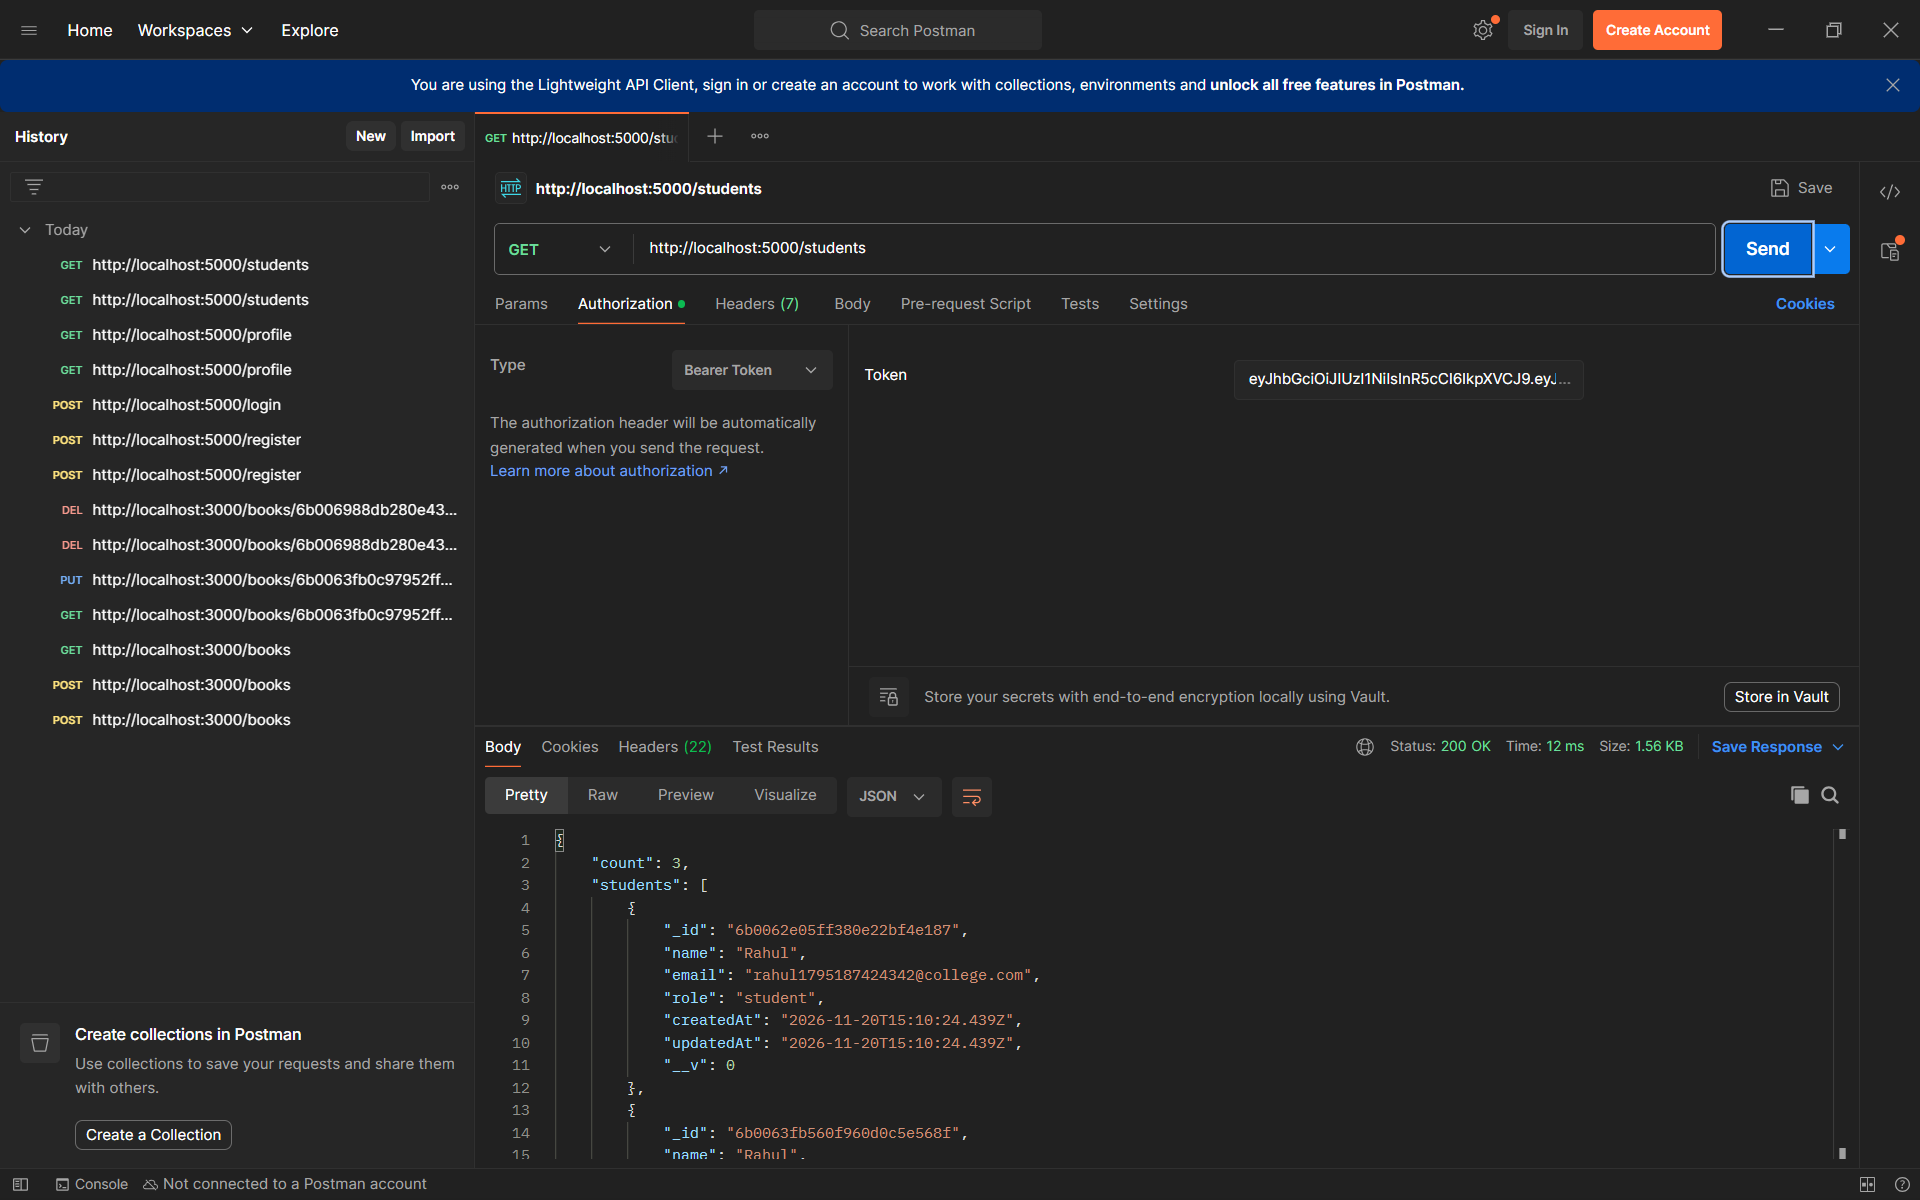 Home Workspaces Explore Search Postman Sign In Create Account
You are using the Lightweight API Client, sign in or create an account to work with collections, environments and unlock all free features in Postman.
History New Import
Today
GET http://localhost:5000/students
GET http://localhost:5000/students
GET http://localhost:5000/profile
GET http://localhost:5000/profile
POST http://localhost:5000/login
POST http://localhost:5000/register
POST http://localhost:5000/register
DEL http://localhost:3000/books/6b006988db280e43...
DEL http://localhost:3000/books/6b006988db280e43...
PUT http://localhost:3000/books/6b0063fb0c97952ff...
GET http://localhost:3000/books/6b0063fb0c97952ff...
GET http://localhost:3000/books
POST http://localhost:3000/books
POST http://localhost:3000/books
Create collections in Postman
Use collections to save your requests and share them
with others.
Create a Collection
GET http://localhost:5000/stu
HTTP http://localhost:5000/students Save
GET http://localhost:5000/students Send
Params Authorization Headers (7) Body Pre-request Script Tests Settings Cookies
Type Bearer Token
The authorization header will be automatically
generated when you send the request.
Learn more about authorization ↗
Token eyJhbGciOiJIUzI1NiIsInR5cCI6IkpXVCJ9.eyJ...
Store your secrets with end-to-end encryption locally using Vault. Store in Vault
Body Cookies Headers (22) Test Results Status: 200 OK Time: 12 ms Size: 1.56 KB Save Response
Pretty Raw Preview Visualize JSON
1 {
2 "count": 3,
3 "students": [
4 {
5 "_id": "6b0062e05ff380e22bf4e187",
6 "name": "Rahul",
7 "email": "rahul1795187424342@college.com",
8 "role": "student",
9 "createdAt": "2026-11-20T15:10:24.439Z",
10 "updatedAt": "2026-11-20T15:10:24.439Z",
11 "__v": 0
12 },
13 {
14 "_id": "6b0063fb560f960d0c5e568f",
15 "name": "Rahul",
Console Not connected to a Postman account